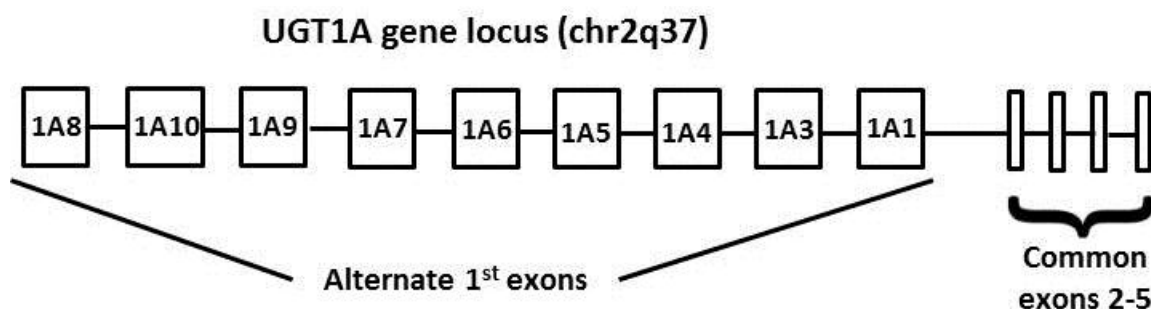 UGT1A gene locus (chr2q37)
1A8 1A10 1A9 1A7 1A6 1A5 1A4 1A3 1A1
Alternate 1st exons
Common
exons 2-5